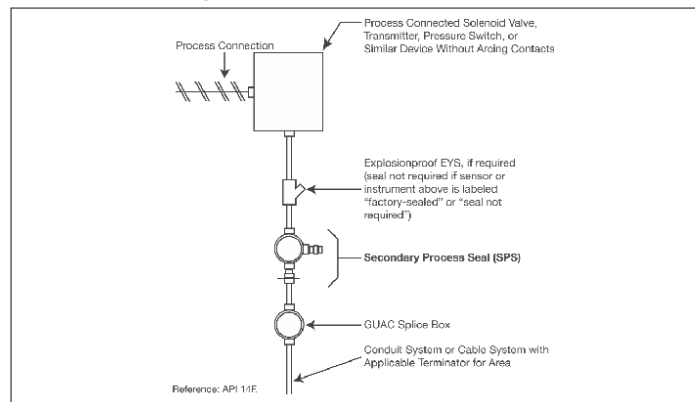 Process Connected Solenoid Valve,
Transmitter, Pressure Switch, or
Similar Device Without Arcing Contacts
Process Connection
Explosionproof EYS, if required
(seal not required if sensor or
instrument above is labeled
"factory-sealed" or "seal not
required")
Secondary Process Seal (SPS)
GUAC Splice Box
Conduit System or Cable System with
Applicable Terminator for Area
Reference: API 14F.